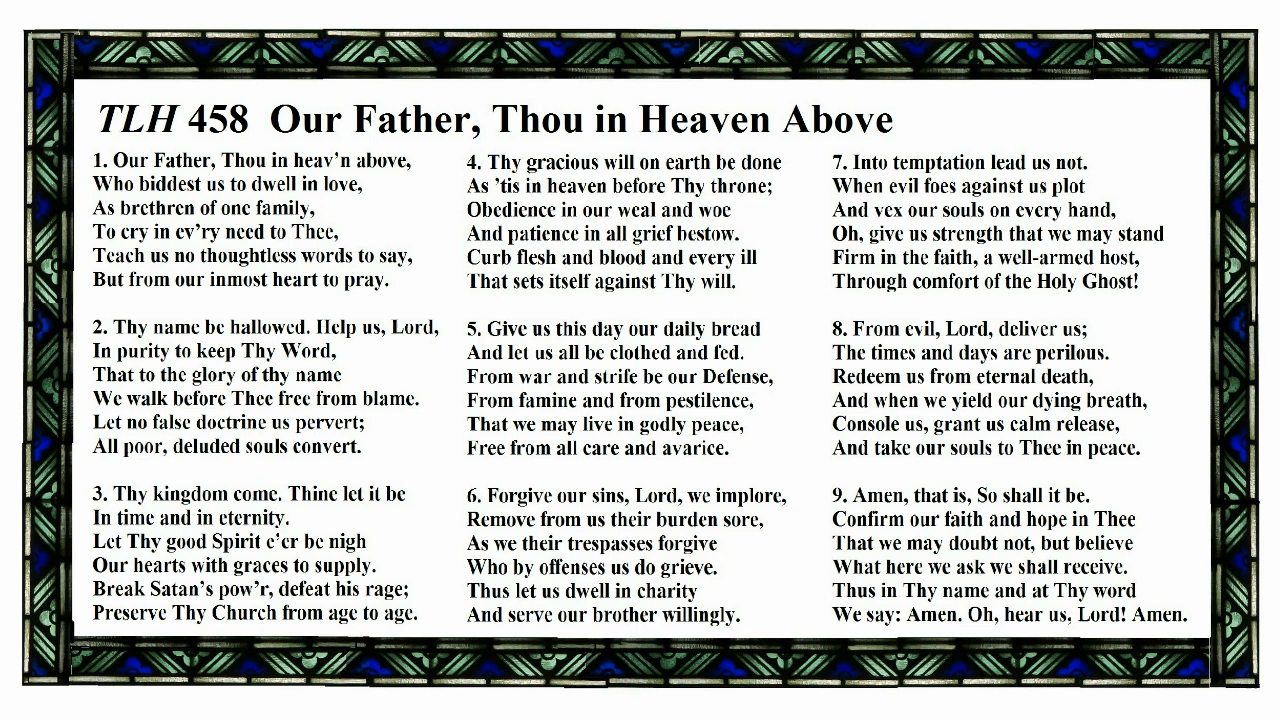 TLH 458 Our Father, Thou in Heaven Above
1. Our Father, Thou in heav’n above,
Who biddest us to dwell in love,
As brethren of one family,
To cry in ev’ry need to Thee,
Teach us no thoughtless words to say,
But from our inmost heart to pray.
2. Thy name be hallowed. Help us, Lord,
In purity to keep Thy Word,
That to the glory of thy name
We walk before Thee free from blame.
Let no false doctrine us pervert;
All poor, deluded souls convert.
3. Thy kingdom come. Thine let it be
In time and in eternity.
Let Thy good Spirit e’er be nigh
Our hearts with graces to supply.
Break Satan’s pow’r, defeat his rage;
Preserve Thy Church from age to age.
4. Thy gracious will on earth be done
As ’tis in heaven before Thy throne;
Obedience in our weal and woe
And patience in all grief bestow.
Curb flesh and blood and every ill
That sets itself against Thy will.
5. Give us this day our daily bread
And let us all be clothed and fed.
From war and strife be our Defense,
From famine and from pestilence,
That we may live in godly peace,
Free from all care and avarice.
6. Forgive our sins, Lord, we implore,
Remove from us their burden sore,
As we their trespasses forgive
Who by offenses us do grieve.
Thus let us dwell in charity
And serve our brother willingly.
7. Into temptation lead us not.
When evil foes against us plot
And vex our souls on every hand,
Oh, give us strength that we may stand
Firm in the faith, a well-armed host,
Through comfort of the Holy Ghost!
8. From evil, Lord, deliver us;
The times and days are perilous.
Redeem us from eternal death,
And when we yield our dying breath,
Console us, grant us calm release,
And take our souls to Thee in peace.
9. Amen, that is, So shall it be.
Confirm our faith and hope in Thee
That we may doubt not, but believe
What here we ask we shall receive.
Thus in Thy name and at Thy word
We say: Amen. Oh, hear us, Lord! Amen.